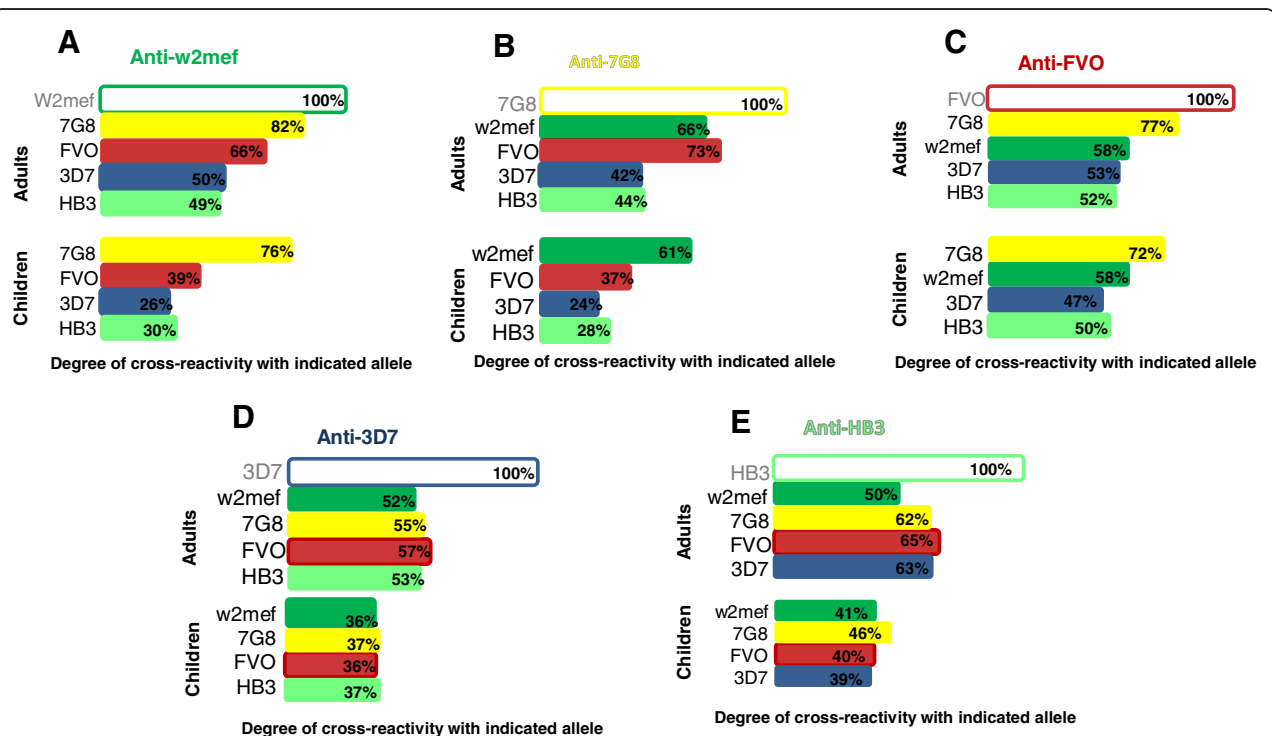 A
Anti-w2mef
W2mef 100%
Adults
7G8 82%
FVO 66%
3D7 50%
HB3 49%
Children
7G8 76%
FVO 39%
3D7 26%
HB3 30%
Degree of cross-reactivity with indicated allele
B
Anti-7G8
7G8 100%
Adults
w2mef 66%
FVO 73%
3D7 42%
HB3 44%
Children
w2mef 61%
FVO 37%
3D7 24%
HB3 28%
Degree of cross-reactivity with indicated allele
C
Anti-FVO
FVO 100%
Adults
7G8 77%
w2mef 58%
3D7 53%
HB3 52%
Children
7G8 72%
w2mef 58%
3D7 47%
HB3 50%
Degree of cross-reactivity with indicated allele
D
Anti-3D7
3D7 100%
Adults
w2mef 52%
7G8 55%
FVO 57%
HB3 53%
Children
w2mef 36%
7G8 37%
FVO 36%
HB3 37%
Degree of cross-reactivity with indicated allele
E
Anti-HB3
HB3 100%
Adults
w2mef 50%
7G8 62%
FVO 65%
3D7 63%
Children
w2mef 41%
7G8 46%
FVO 40%
3D7 39%
Degree of cross-reactivity with indicated allele